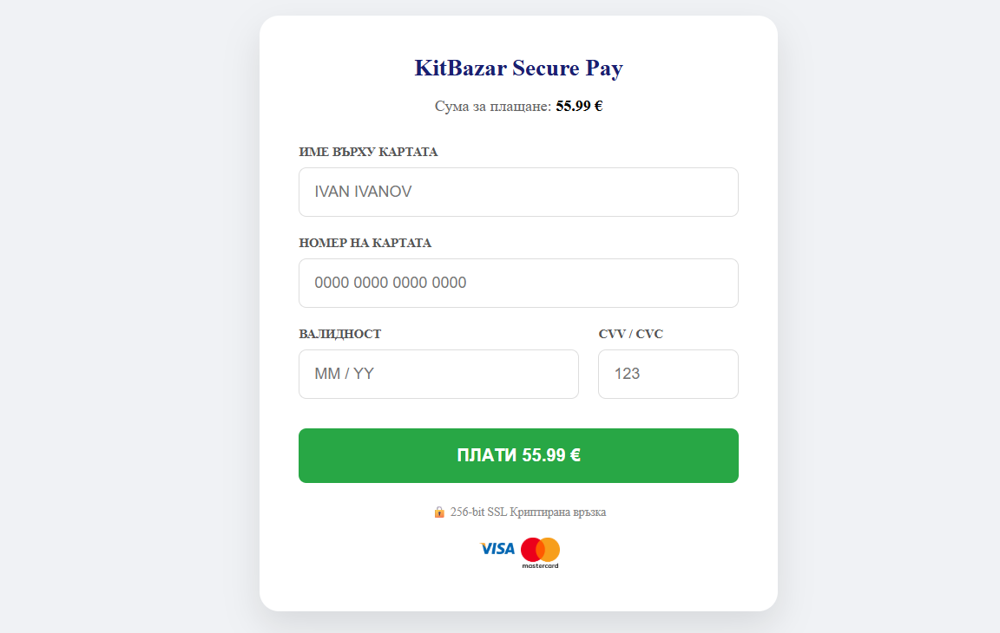 KitBazar Secure Pay
Сума за плащане: 55.99 €
ИМЕ ВЪРХУ КАРТАТА
IVAN IVANOV
НОМЕР НА КАРТАТА
0000 0000 0000 0000
ВАЛИДНОСТ CVV / CVC
MM / YY 123
ПЛАТИ 55.99 €
🔒 256-bit SSL Криптирана връзка
VISA mastercard